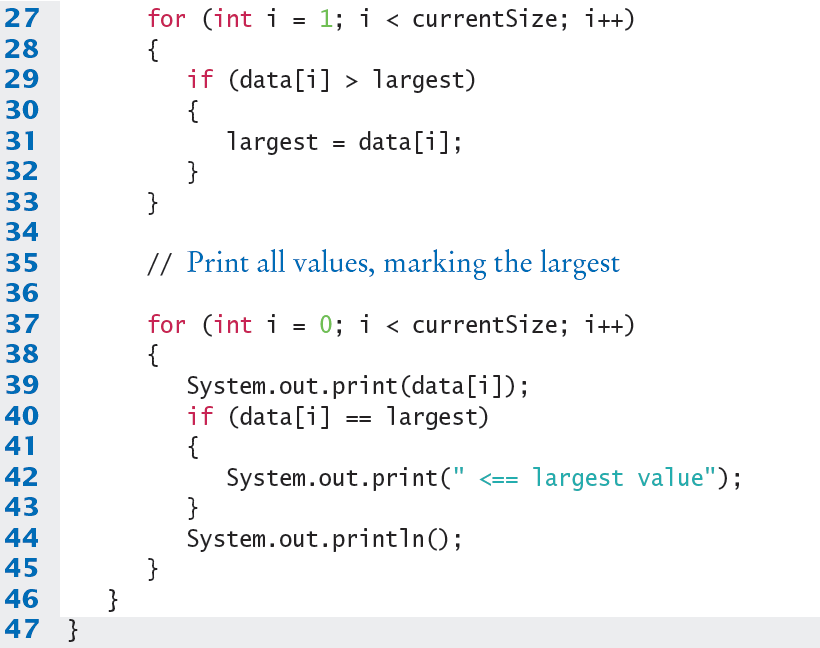 27 for (int i = 1; i < currentSize; i++)
28 {
29 if (data[i] > largest)
30 {
31 largest = data[i];
32 }
33 }
34
35 // Print all values, marking the largest
36
37 for (int i = 0; i < currentSize; i++)
38 {
39 System.out.print(data[i]);
40 if (data[i] == largest)
41 {
42 System.out.print(" <== largest value");
43 }
44 System.out.println();
45 }
46 }
47 }